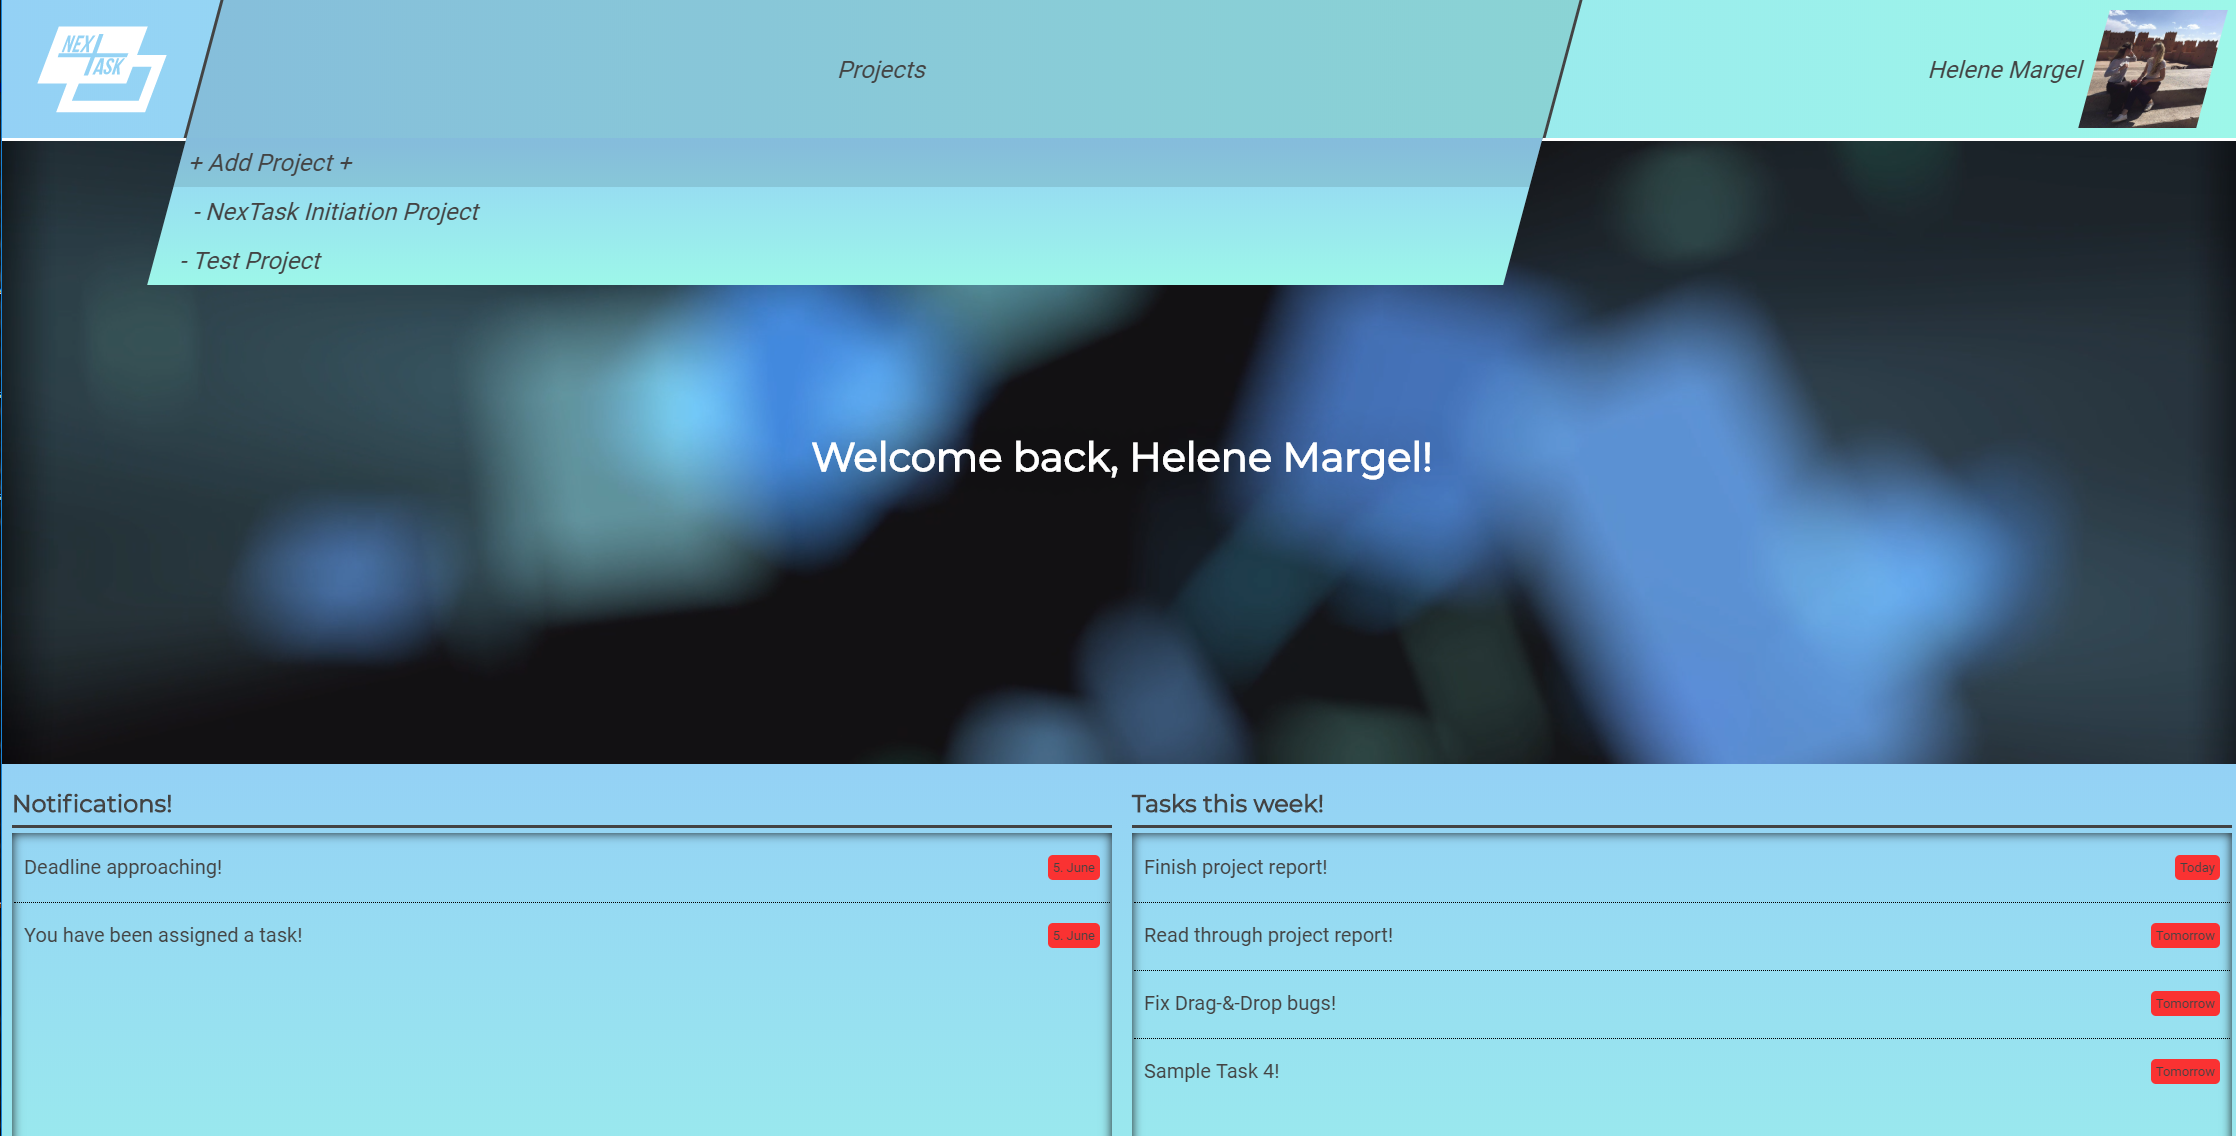 NEXT
TASK
Projects
Helene Margel
+ Add Project +
- NexTask Initiation Project
- Test Project
Welcome back, Helene Margel!
Notifications!
Deadline approaching! 5. June
You have been assigned a task! 5. June
Tasks this week!
Finish project report! Today
Read through project report! Tomorrow
Fix Drag-&-Drop bugs! Tomorrow
Sample Task 4! Tomorrow